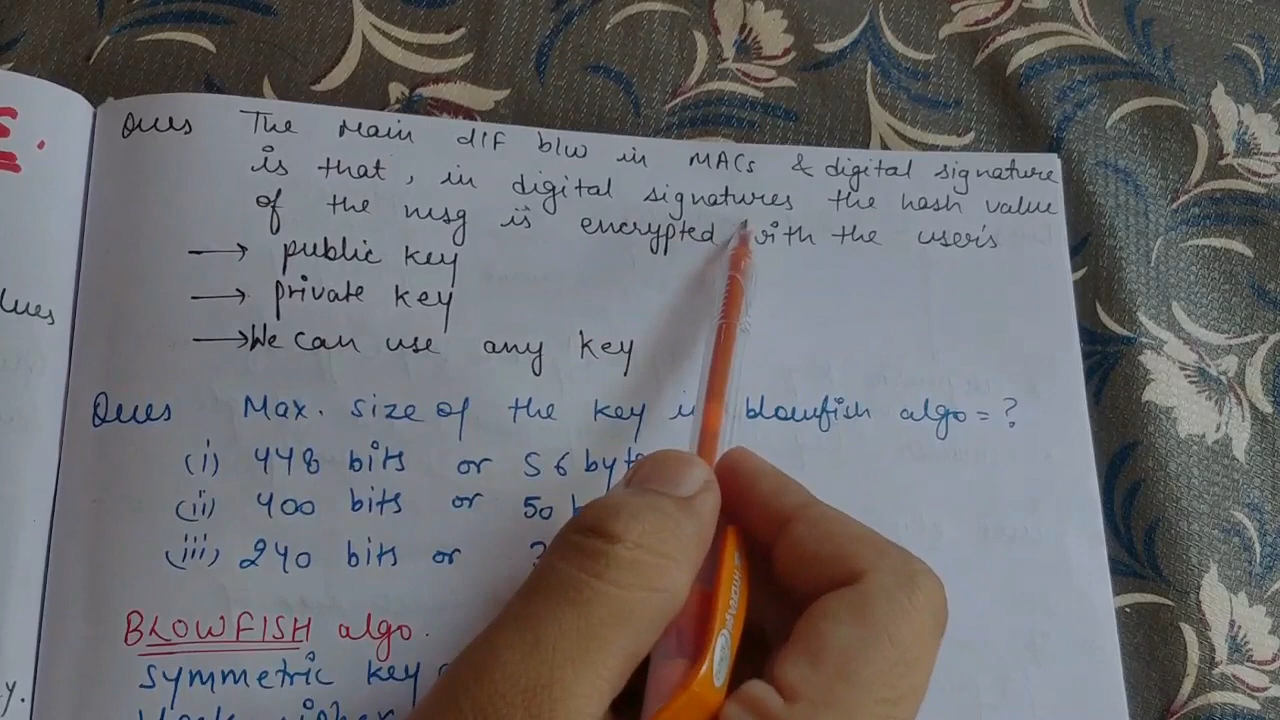 E.
Ques The Main dIF b/w in MACs & digital signature
is that, in digital signatures the hash value
of the msg is encrypted with the user's
→ public key
→ private key
→ We can use any key
lues
Ques Max. size of the key in blowfish algo = ?
(i) 448 bits or 56 byte
(ii) 400 bits or 50 b
(iii) 240 bits or
BLOWFISH algo.
symmetric key
y.